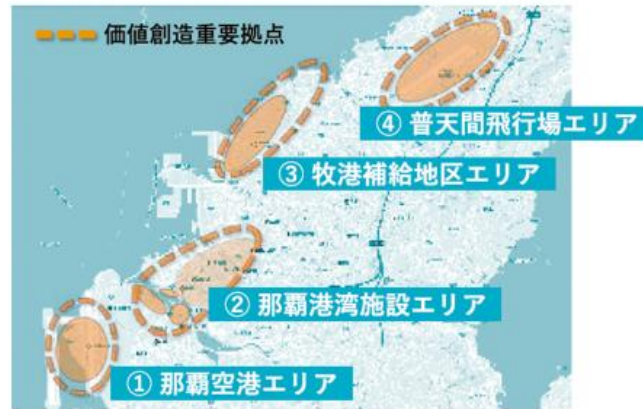 価値創造重要拠点
④ 普天間飛行場エリア
③ 牧港補給地区エリア
② 那覇港湾施設エリア
① 那覇空港エリア